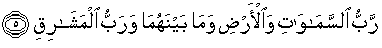 رَّبُّ ٱلسَّمَـٰوَٰتِ وَٱلْأَرْضِ وَمَا بَيْنَهُمَا وَرَبُّ ٱلْمَشَـٰرِقِ ۝٥